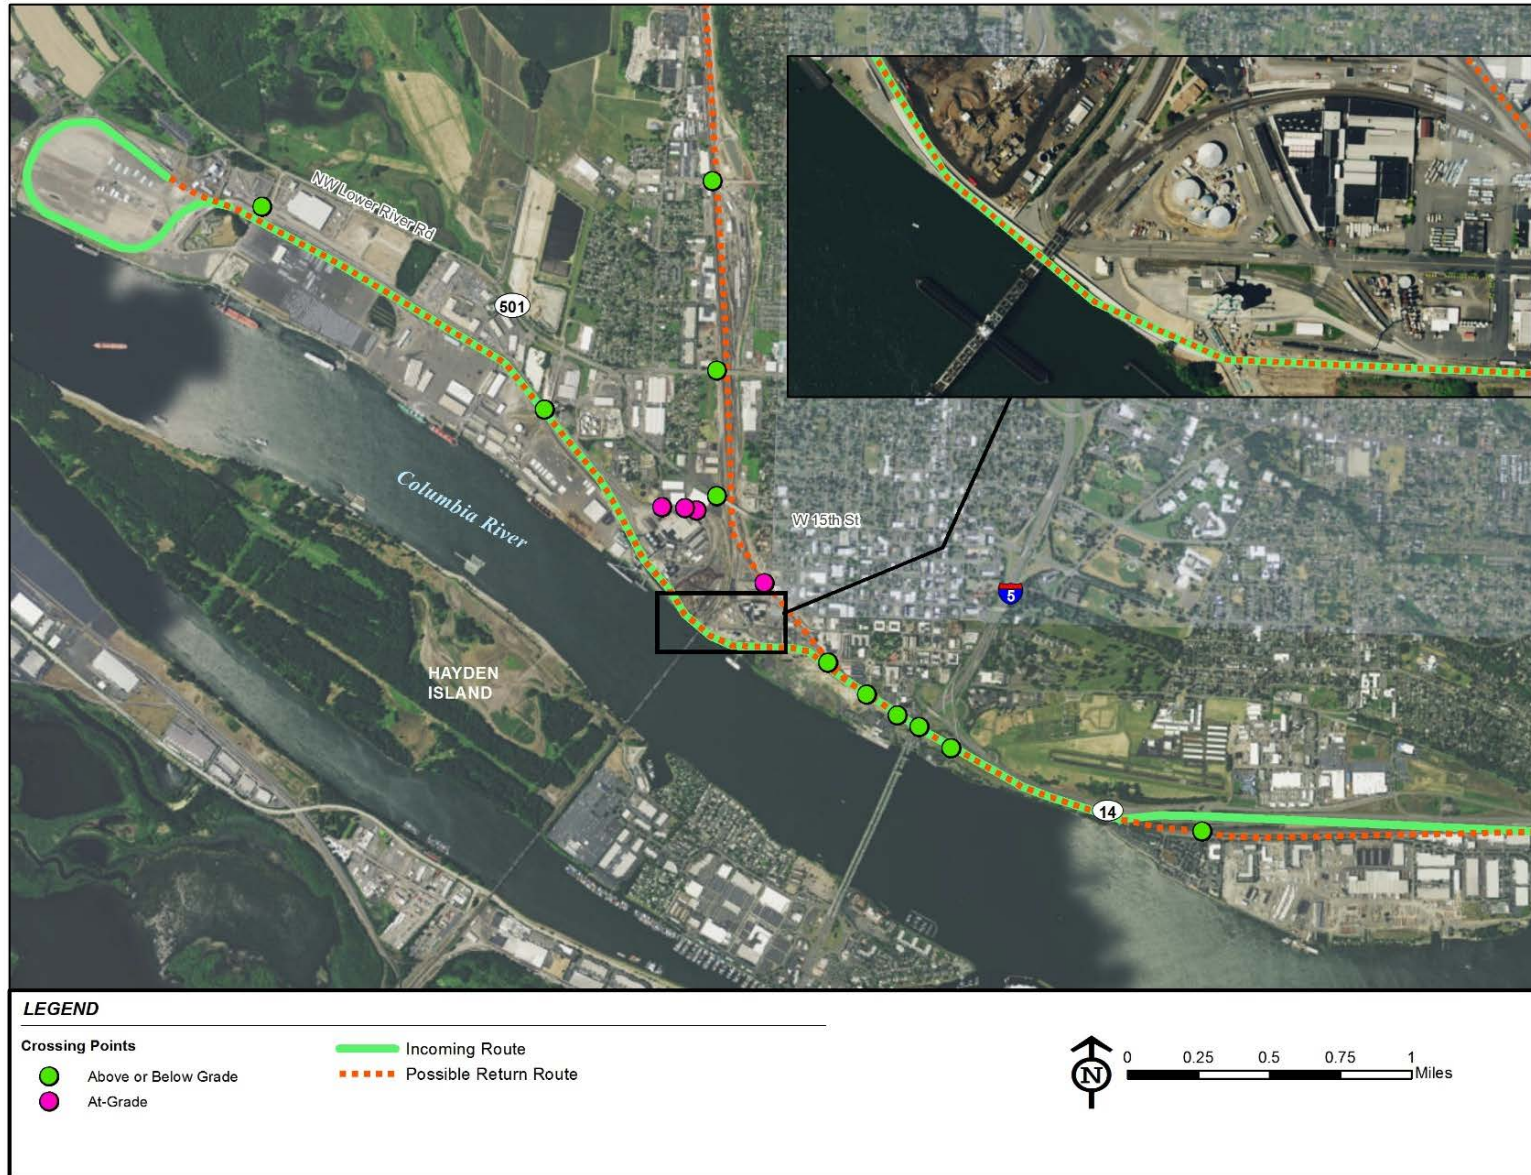 NW Lower River Rd
501
Columbia River
W 15th St
5
HAYDEN
ISLAND
14
LEGEND
Crossing Points
Above or Below Grade
At-Grade
Incoming Route
Possible Return Route
N
0 0.25 0.5 0.75 1
Miles